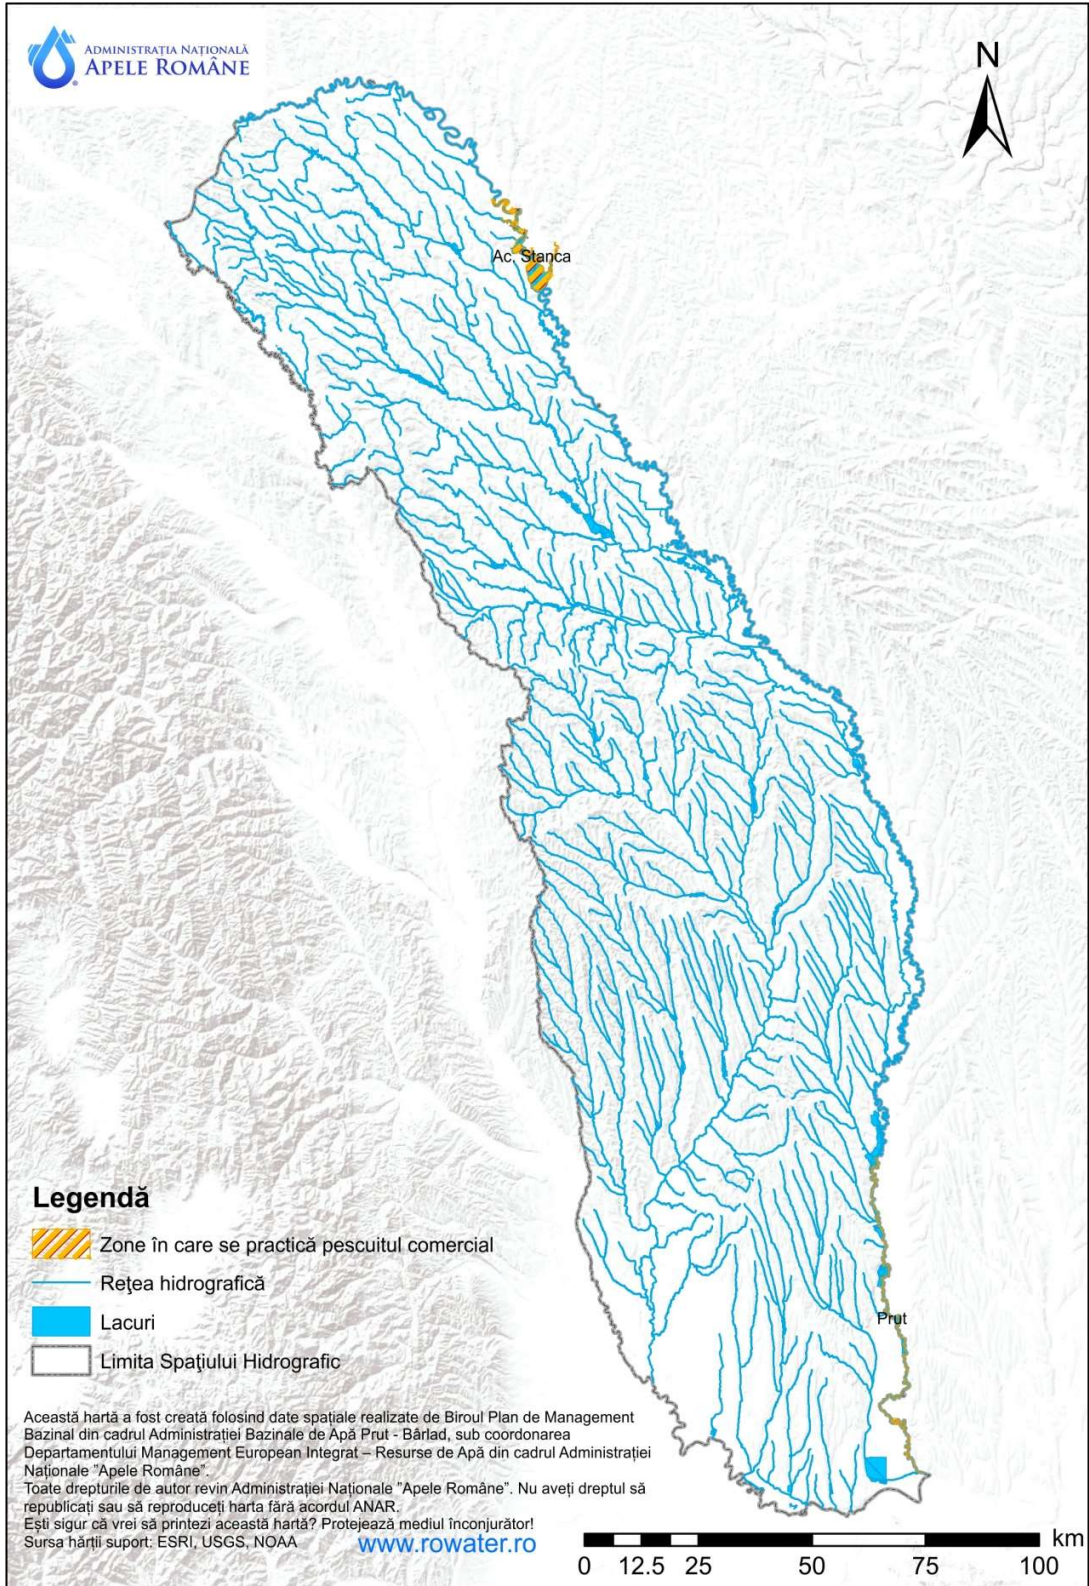 ADMINISTRAȚIA NAȚIONALĂ
APELE ROMÂNE
N
Ac. Stanca
Prut
Legendă
Zone în care se practică pescuitul comercial
Rețea hidrografică
Lacuri
Limita Spațiului Hidrografic
Această hartă a fost creată folosind date spațiale realizate de Biroul Plan de Management
Bazinal din cadrul Administrației Bazinale de Apă Prut - Bârlad, sub coordonarea
Departamentului Management European Integrat – Resurse de Apă din cadrul Administrației
Naționale "Apele Române".
Toate drepturile de autor revin Administrației Naționale "Apele Române". Nu aveți dreptul să
republicați sau să reproduceți harta fără acordul ANAR.
Ești sigur că vrei să printezi această hartă? Protejează mediul înconjurător!
Sursa hărții suport: ESRI, USGS, NOAA
www.rowater.ro
km
0 12.5 25 50 75 100